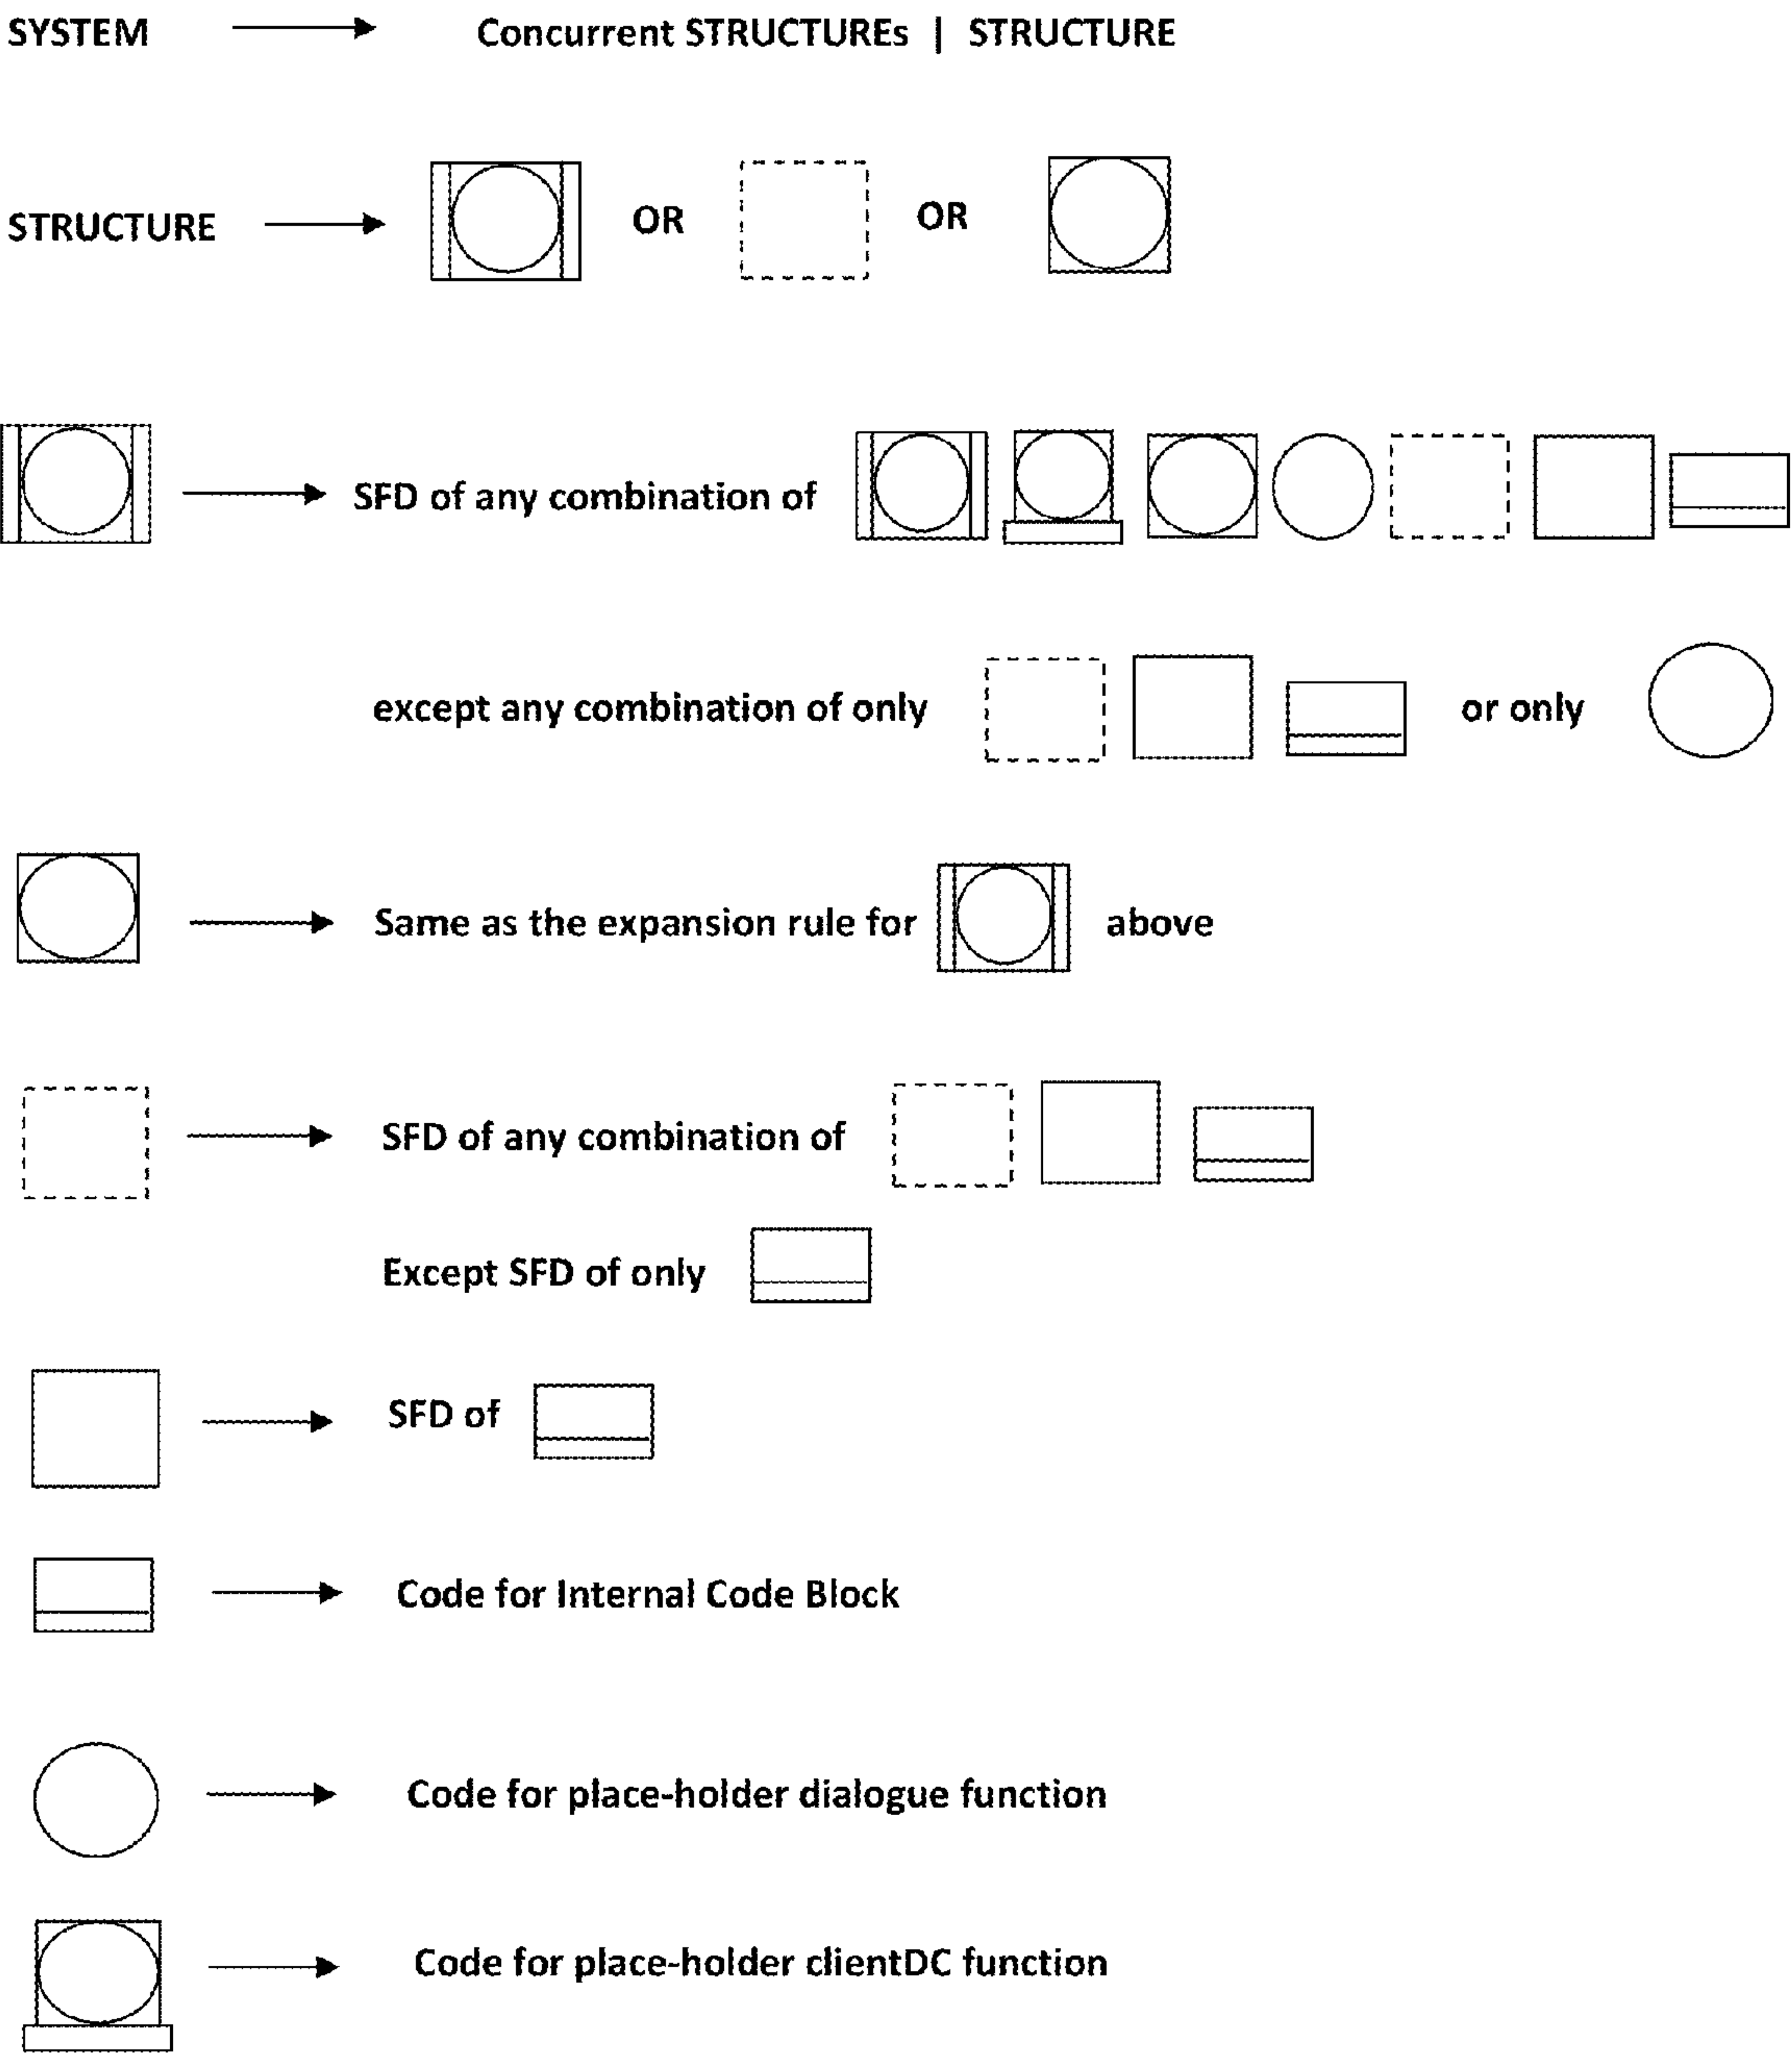 SYSTEM Concurrent STRUCTUREs | STRUCTURE
STRUCTURE OR OR
SFD of any combination of
except any combination of only or only
Same as the expansion rule for above
SFD of any combination of
Except SFD of only
SFD of
Code for Internal Code Block
Code for place-holder dialogue function
Code for place-holder clientDC function